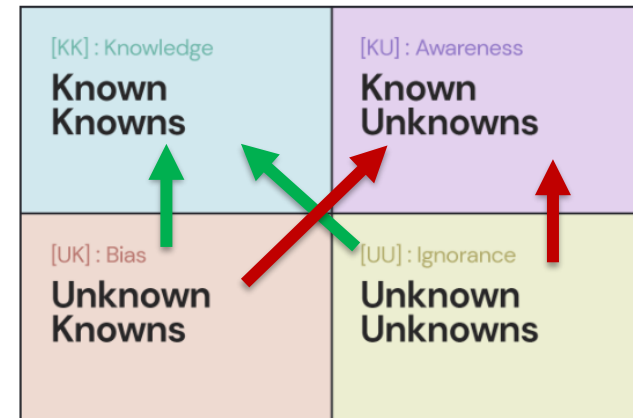 [KK] : Knowledge
Known
Knowns
[KU] : Awareness
Known
Unknowns
[UK] : Bias
Unknown
Knowns
[UU] : Ignorance
Unknown
Unknowns